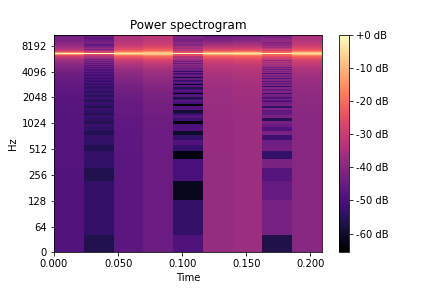 Power spectrogram
8192
4096
2048
1024
512
256
128
64
0
Hz
0.000 0.050 0.100 0.150 0.200
Time
+0 dB
-10 dB
-20 dB
-30 dB
-40 dB
-50 dB
-60 dB